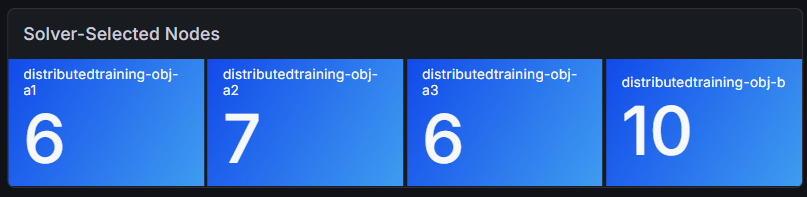 Solver-Selected Nodes
distributedtraining-obj-
a1
6
distributedtraining-obj-
a2
7
distributedtraining-obj-
a3
6
distributedtraining-obj-b
10